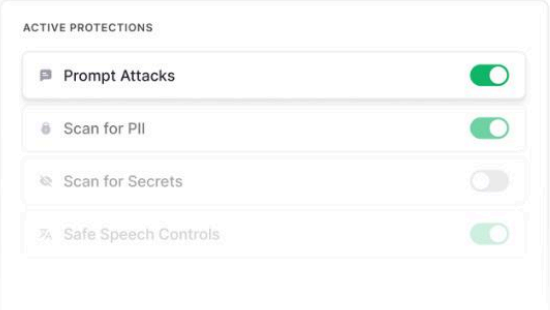 ACTIVE PROTECTIONS
Prompt Attacks
Scan for PII
Scan for Secrets
Safe Speech Controls